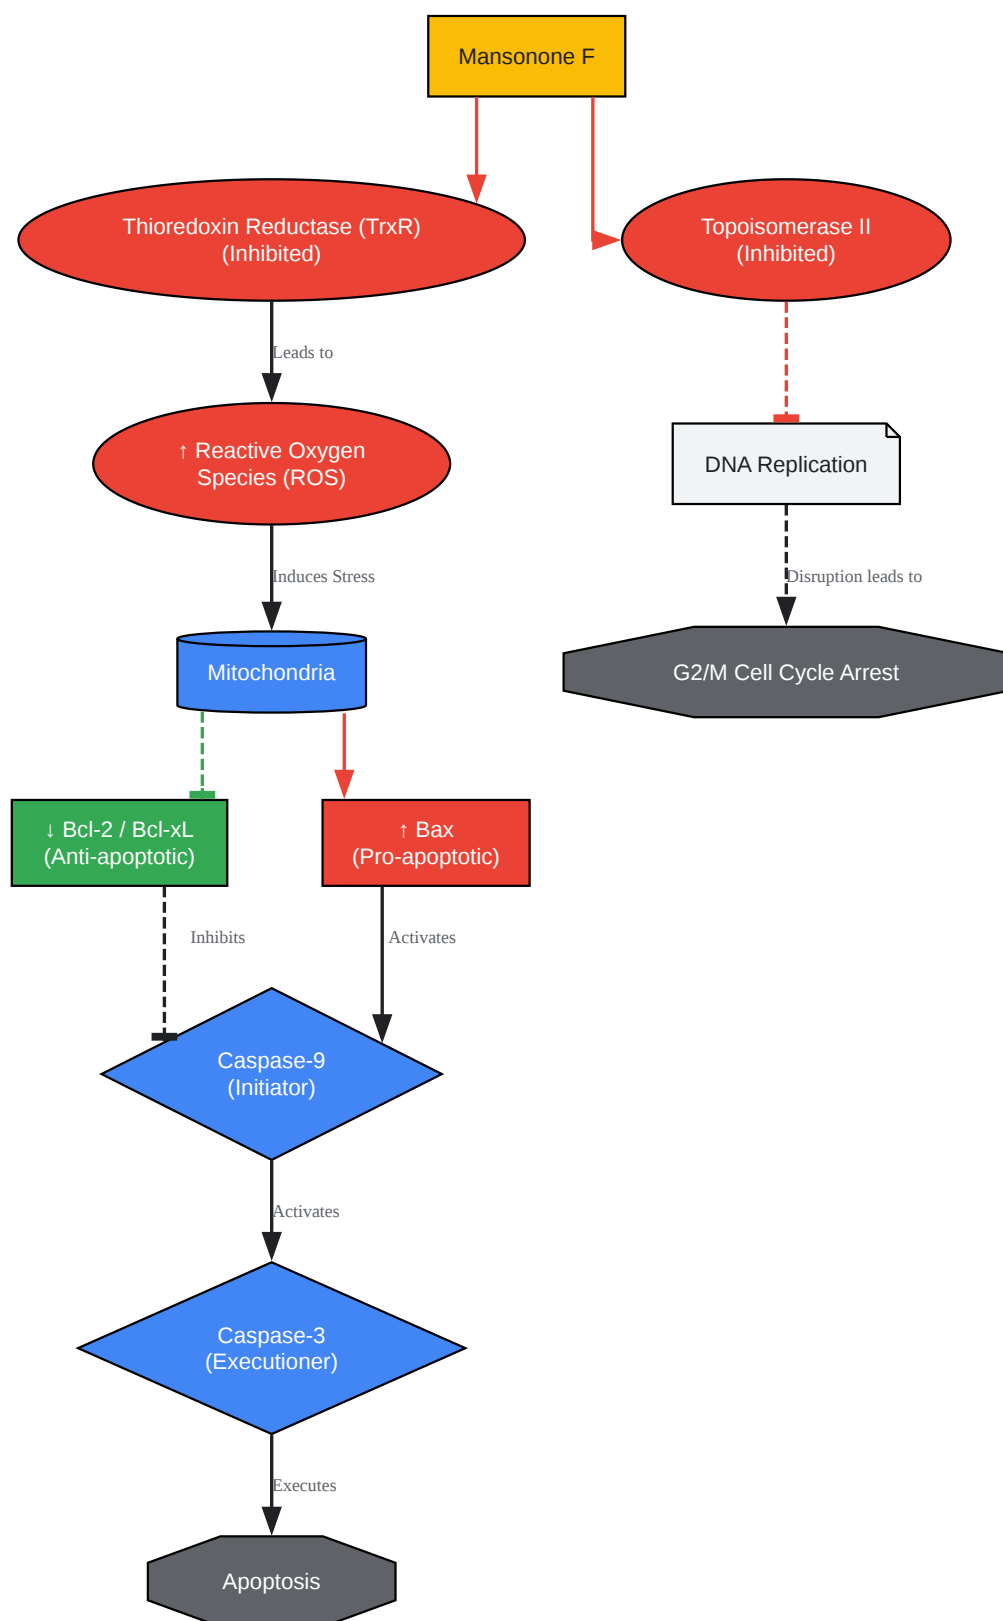 Mansonone F
Thioredoxin Reductase (TrxR)
(Inhibited)
Topoisomerase II
(Inhibited)
Leads to
↑ Reactive Oxygen
Species (ROS)
DNA Replication
Induces Stress
Disruption leads to
Mitochondria
G2/M Cell Cycle Arrest
↓ Bcl-2 / Bcl-xL
(Anti-apoptotic)
↑ Bax
(Pro-apoptotic)
Inhibits
Activates
Caspase-9
(Initiator)
Activates
Caspase-3
(Executioner)
Executes
Apoptosis